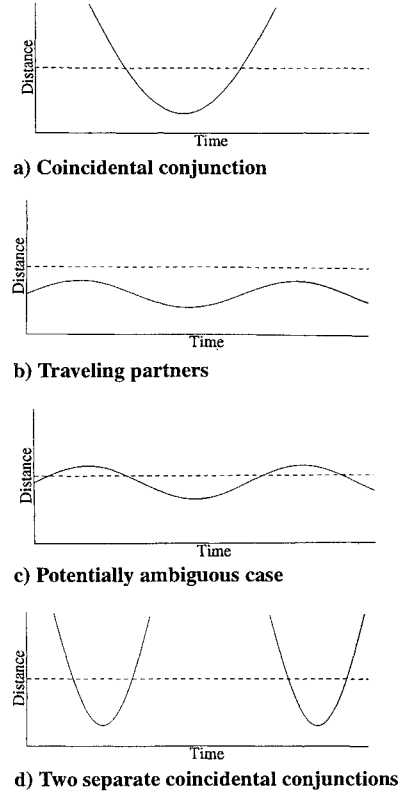 Distance
Time
a) Coincidental conjunction
Distance
Time
b) Traveling partners
Distance
Time
c) Potentially ambiguous case
Distance
Time
d) Two separate coincidental conjunctions